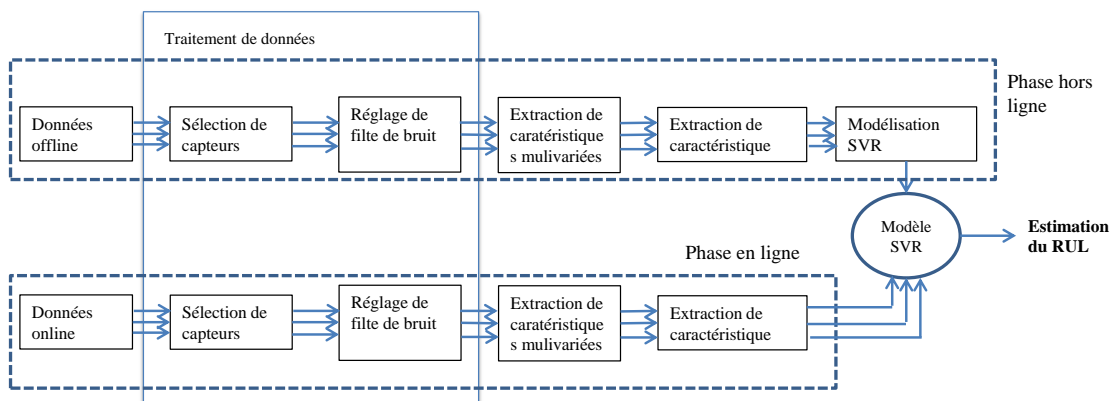 Traitement de données
Phase hors
ligne
Données
offline
Sélection de
capteurs
Réglage de
filte de bruit
Extraction de
caratéristique
s mulivariées
Extraction de
caractéristique
Modélisation
SVR
Modèle
SVR
Estimation
du RUL
Phase en ligne
Données
online
Sélection de
capteurs
Réglage de
filte de bruit
Extraction de
caratéristique
s mulivariées
Extraction de
caractéristique